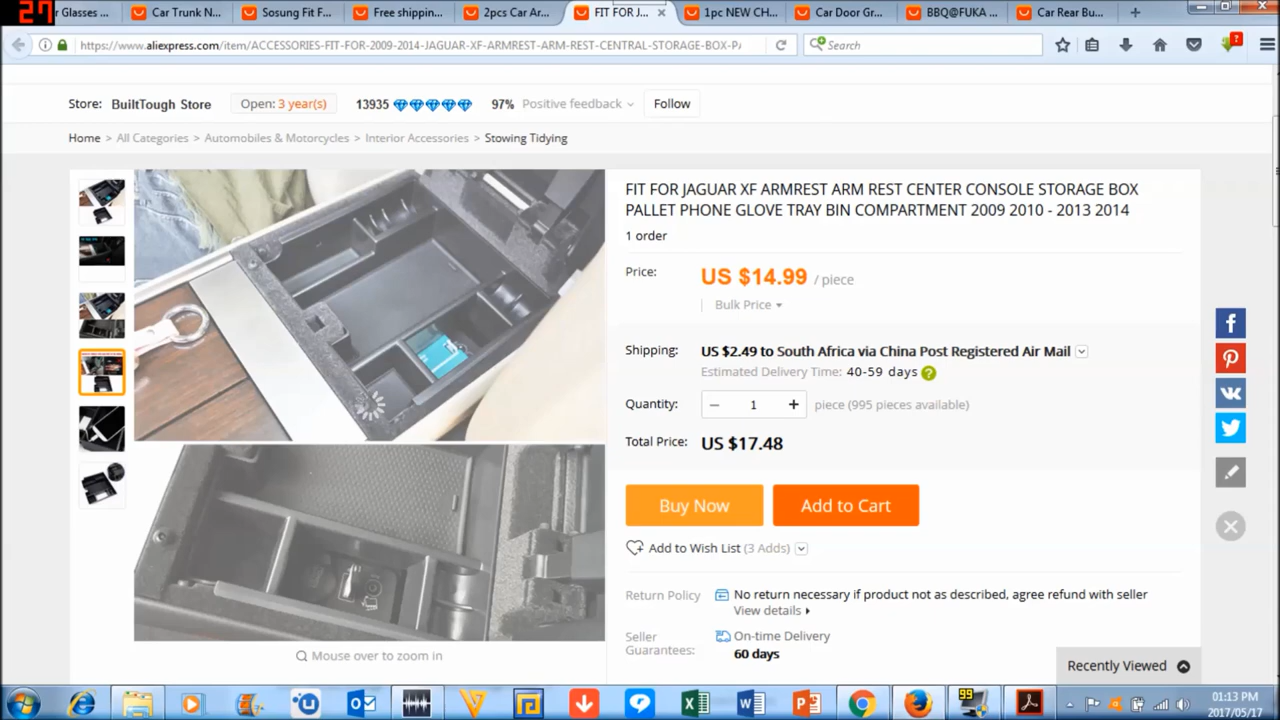 27
r Glasses ...
Car Trunk N...
Sosung Fit F...
Free shippin...
2pcs Car Ar...
FIT FOR J...
1pc NEW CH...
Car Door Gr...
BBQ@FUKA ...
Car Rear Bu...
https://www.aliexpress.com/item/ACCESSORIES-FIT-FOR-2009-2014-JAGUAR-XF-ARMREST-ARM-REST-CENTRAL-STORAGE-BOX-PA
Search
?
Store: BuiltTough Store Open: 3 year(s) 13935 97% Positive feedback Follow
Home > All Categories > Automobiles & Motorcycles > Interior Accessories > Stowing Tidying
FIT FOR JAGUAR XF ARMREST ARM REST CENTER CONSOLE STORAGE BOX
PALLET PHONE GLOVE TRAY BIN COMPARTMENT 2009 2010 - 2013 2014
1 order
Price: US $14.99 / piece
Bulk Price
Shipping: US $2.49 to South Africa via China Post Registered Air Mail
Estimated Delivery Time: 40-59 days ?
Quantity: – 1 + piece (995 pieces available)
Total Price: US $17.48
Buy Now Add to Cart
Add to Wish List (3 Adds)
Return Policy No return necessary if product not as described, agree refund with seller
View details
Seller
Guarantees:
On-time Delivery
60 days
Mouse over to zoom in
Recently Viewed
99
01:13 PM
2017/05/17